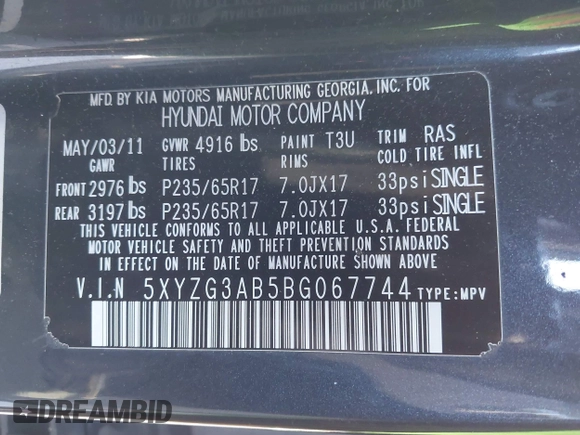 MFD. BY KIA MOTORS MANUFACTURING GEORGIA, INC. FOR
HYUNDAI MOTOR COMPANY
MAY/03/11 GVWR 4916 lbs PAINT T3U TRIM RAS
GAWR TIRES RIMS COLD TIRE INFL
FRONT 2976 lbs P235/65R17 7.0JX17 33psi SINGLE
REAR 3197 lbs P235/65R17 7.0JX17 33psi SINGLE
THIS VEHICLE CONFORMS TO ALL APPLICABLE U.S.A. FEDERAL
MOTOR VEHICLE SAFETY AND THEFT PREVENTION STANDARDS
IN EFFECT ON THE DATE OF MANUFACTURE SHOWN ABOVE.
V.I.N 5XYZG3AB5BG067744 TYPE: MPV
DREAMBID